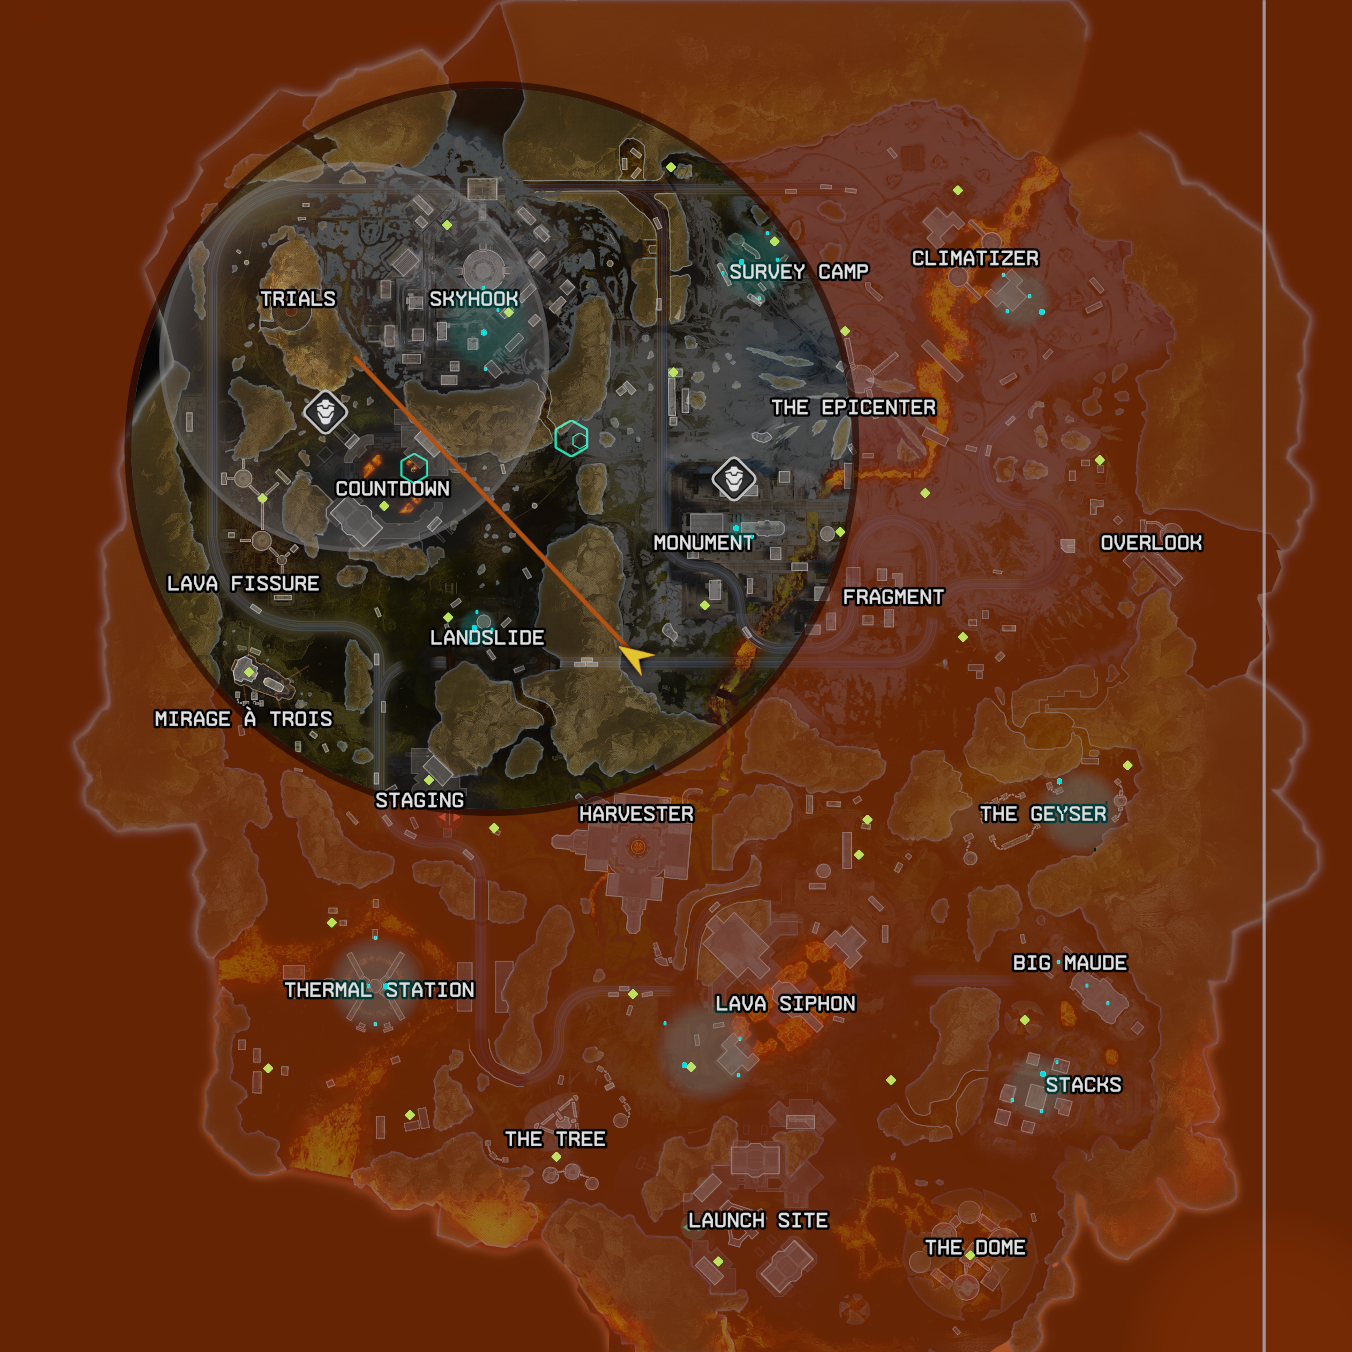 CLIMATIZER
SURVEY CAMP
TRIALS
SKYHOOK
THE EPICENTER
COUNTDOWN
MONUMENT
OVERLOOK
LAVA FISSURE
FRAGMENT
LANDSLIDE
MIRAGE À TROIS
STAGING
HARVESTER
THE GEYSER
BIG MAUDE
THERMAL STATION
LAVA SIPHON
STACKS
THE TREE
LAUNCH SITE
THE DOME